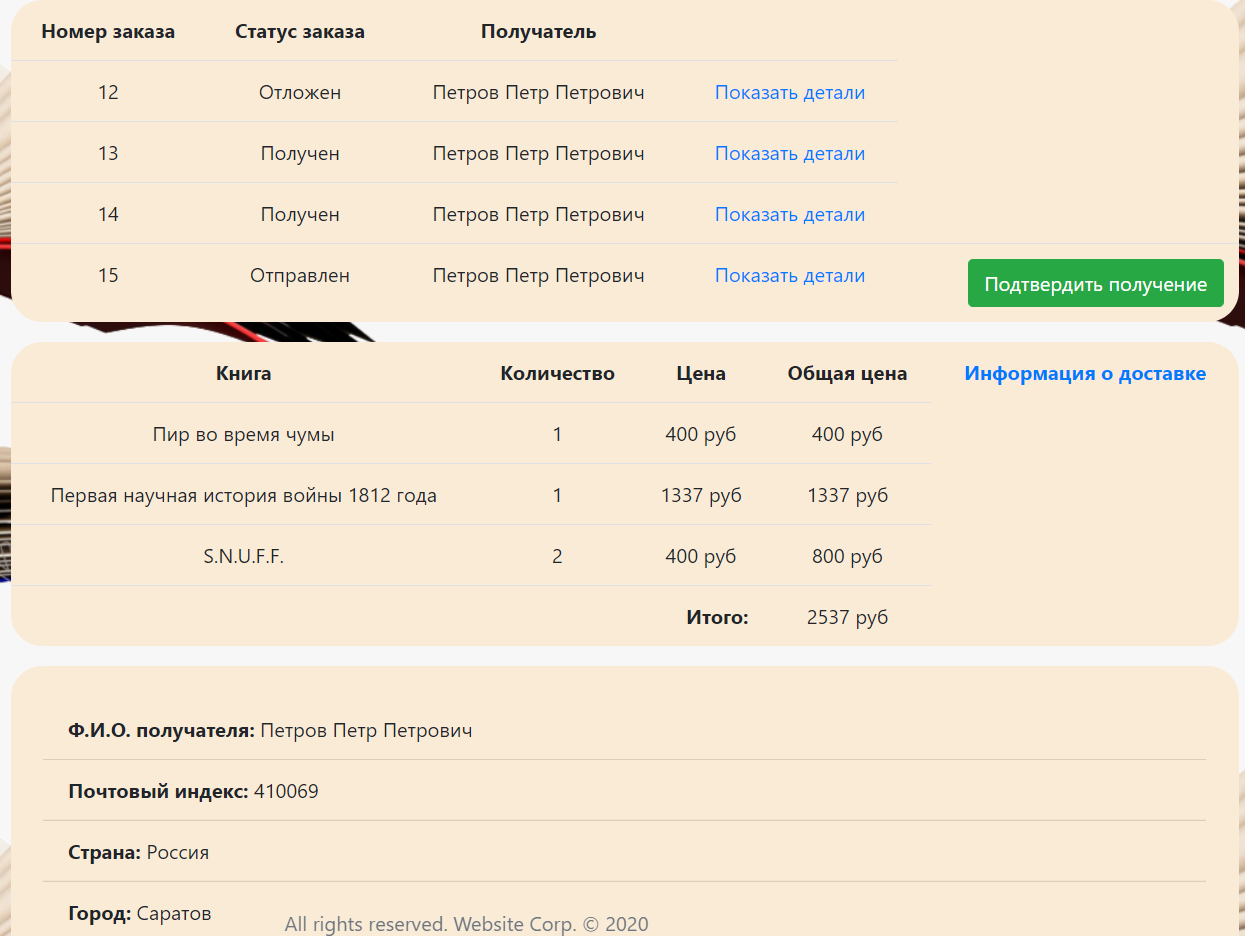 Номер заказа Статус заказа Получатель
12 Отложен Петров Петр Петрович Показать детали
13 Получен Петров Петр Петрович Показать детали
14 Получен Петров Петр Петрович Показать детали
15 Отправлен Петров Петр Петрович Показать детали Подтвердить получение
Книга Количество Цена Общая цена Информация о доставке
Пир во время чумы 1 400 руб 400 руб
Первая научная история войны 1812 года 1 1337 руб 1337 руб
S.N.U.F.F. 2 400 руб 800 руб
Итого: 2537 руб
Ф.И.О. получателя: Петров Петр Петрович
Почтовый индекс: 410069
Страна: Россия
Город: Саратов
All rights reserved. Website Corp. © 2020